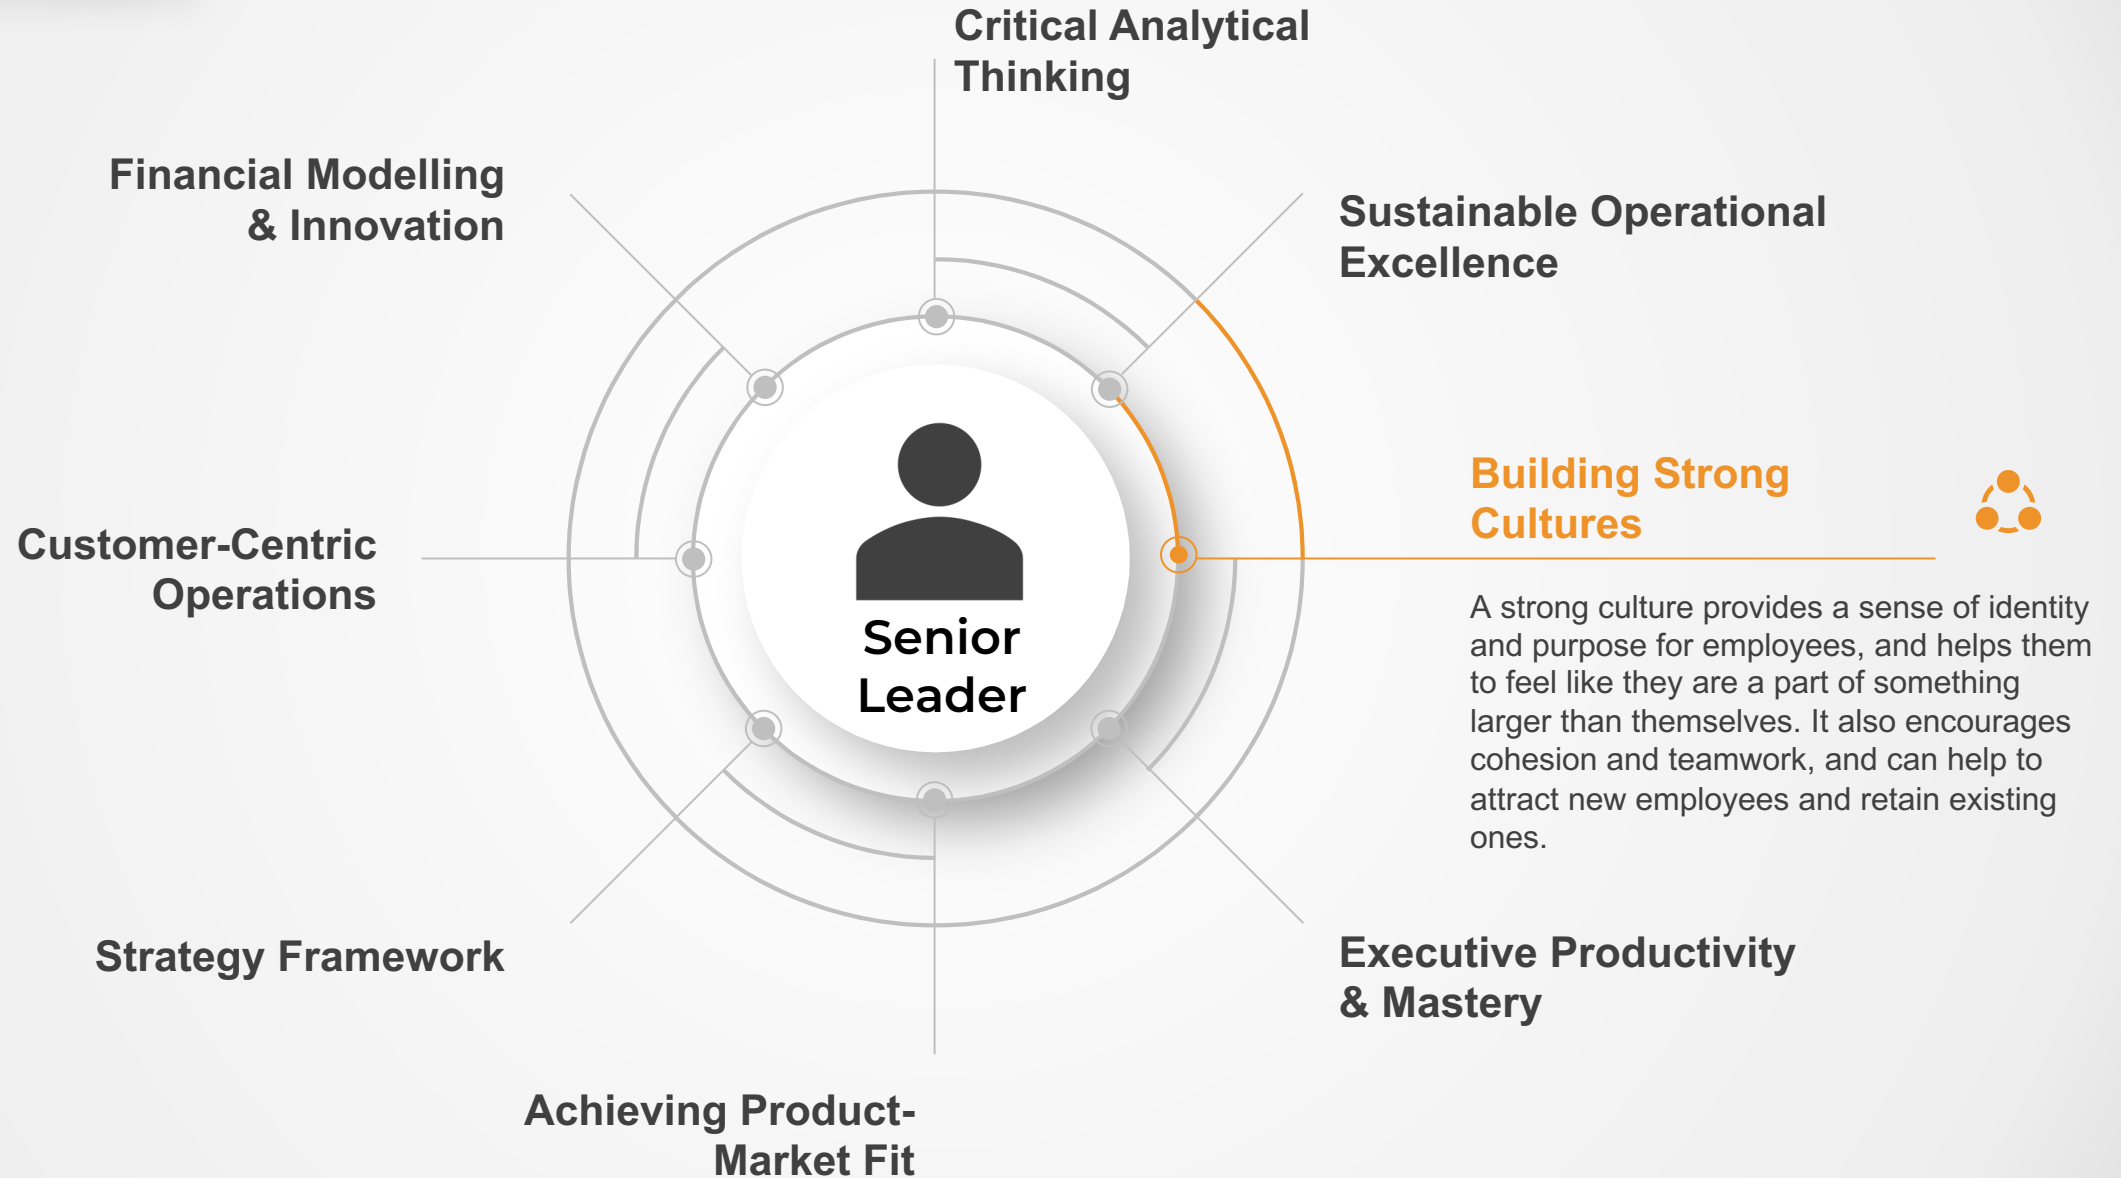 Critical Analytical
Thinking
Financial Modelling
& Innovation
Sustainable Operational
Excellence
Building Strong
Cultures
A strong culture provides a sense of identity
and purpose for employees, and helps them
to feel like they are a part of something
larger than themselves. It also encourages
cohesion and teamwork, and can help to
attract new employees and retain existing
ones.
Customer-Centric
Operations
Senior
Leader
Strategy Framework
Executive Productivity
& Mastery
Achieving Product-
Market Fit